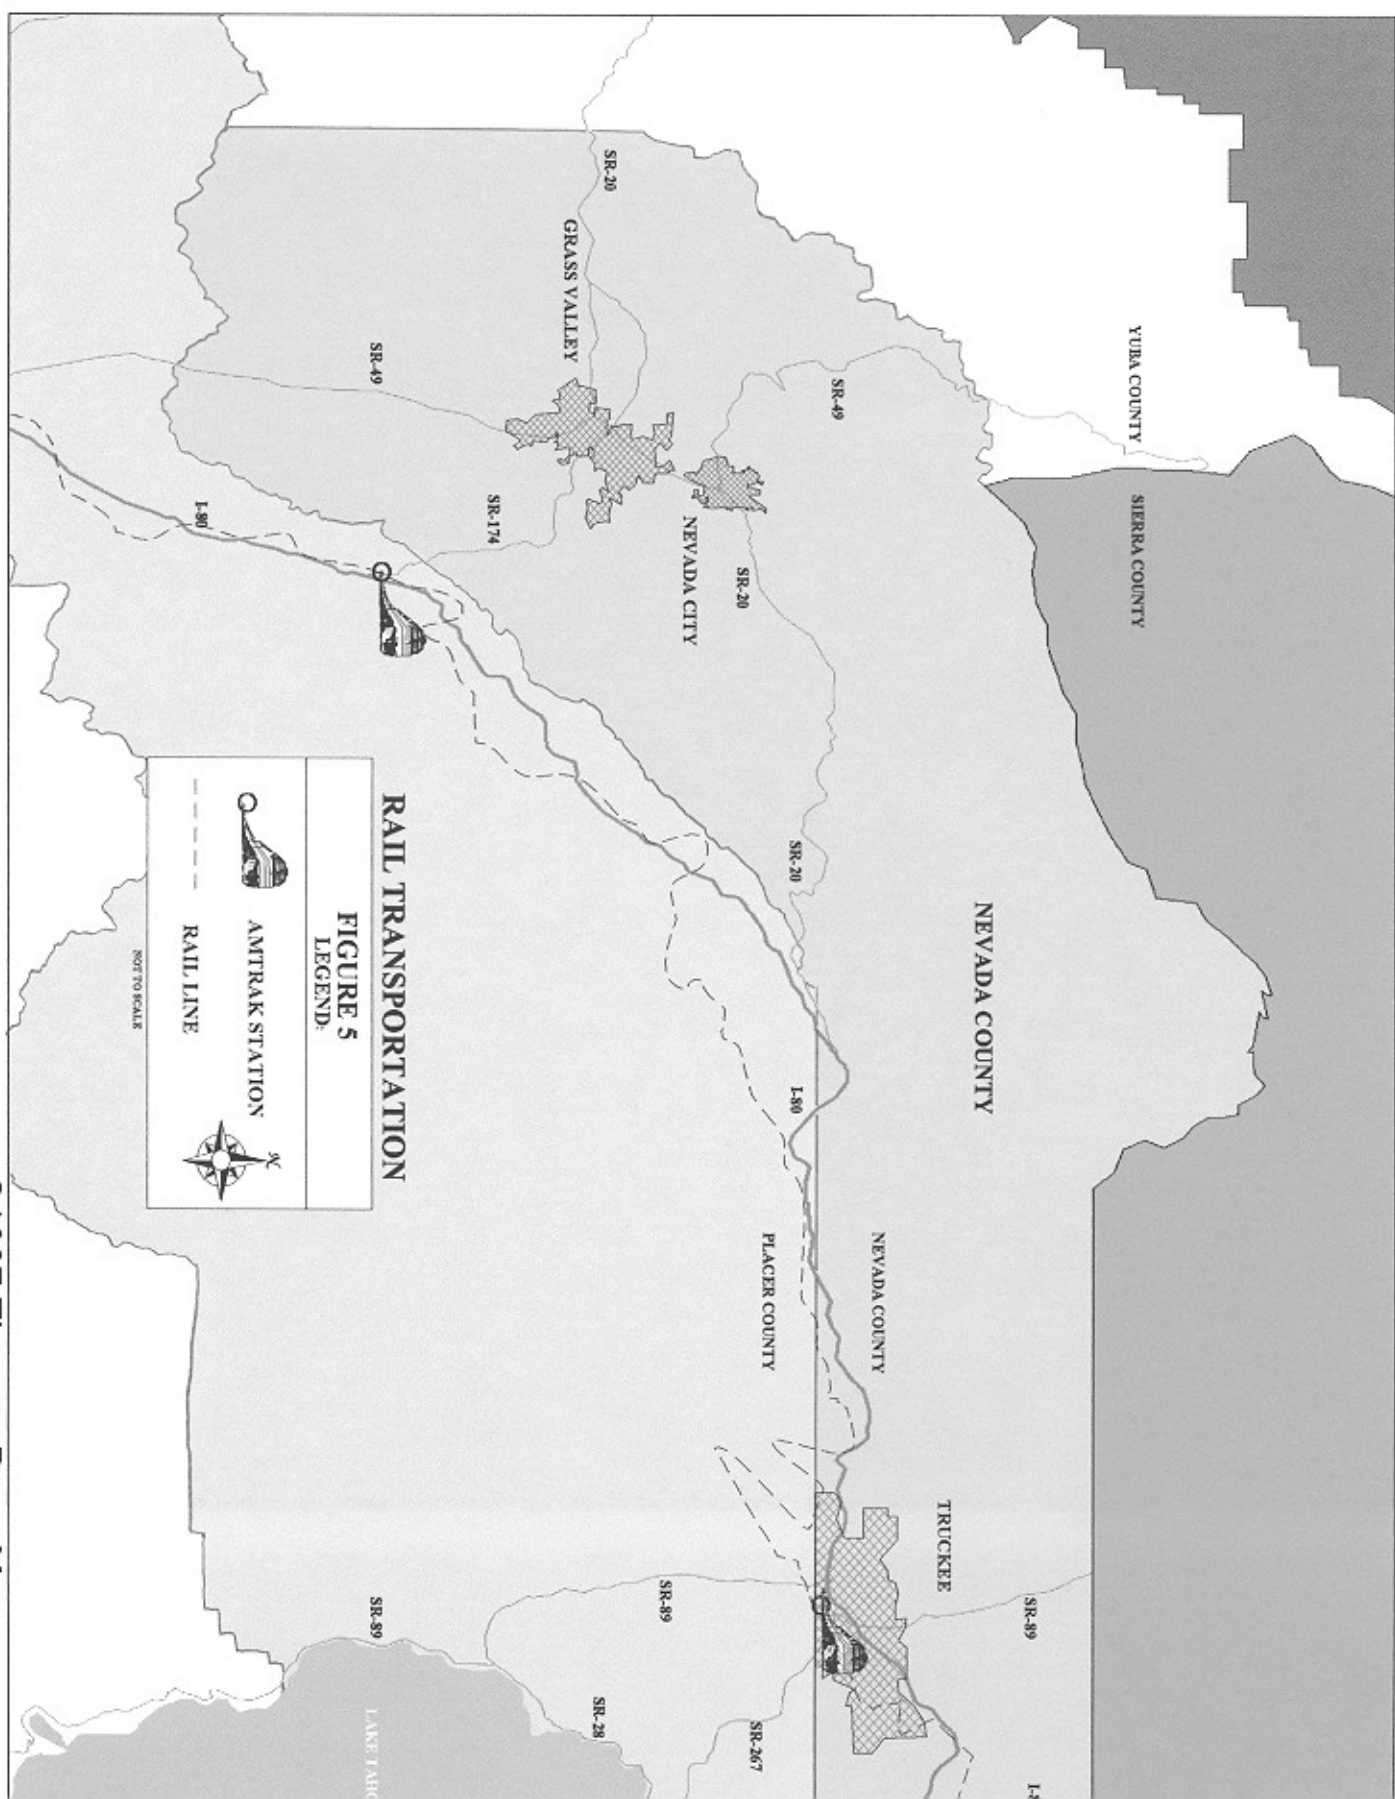 YUBA COUNTY
SIERRA COUNTY
SR-89
NEVADA COUNTY
TRUCKEE
NEVADA COUNTY
SR-49
SR-20
I-80
PLACER COUNTY
SR-267
SR-20
NEVADA CITY
SR-89
SR-20
SR-28
GRASS VALLEY
SR-174
SR-49
SR-89
LAKE TAHO
I-80
RAIL TRANSPORTATION
FIGURE 5
LEGEND:
AMTRAK STATION
N
RAIL LINE
NOT TO SCALE